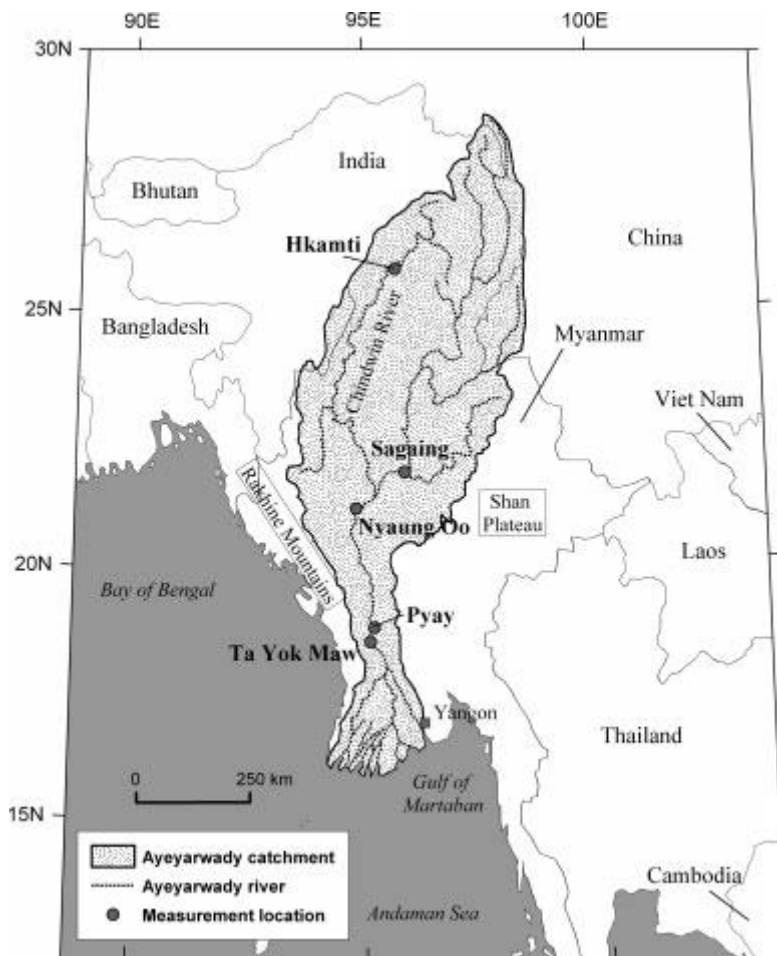 90E
95E
100E
30N
India
Bhutan
Hkamti
China
25N
Bangladesh
Chindwin River
Myanmar
Viet Nam
Sagaing
Rakhine Mountains
Nyaung Oo
Shan
Plateau
20N
Laos
Bay of Bengal
Pyay
Ta Yok Maw
Yangon
Thailand
0
250 km
Gulf of
Martaban
15N
Ayeyarwady catchment
Ayeyarwady river
Measurement location
Cambodia
Andaman Sea
95E